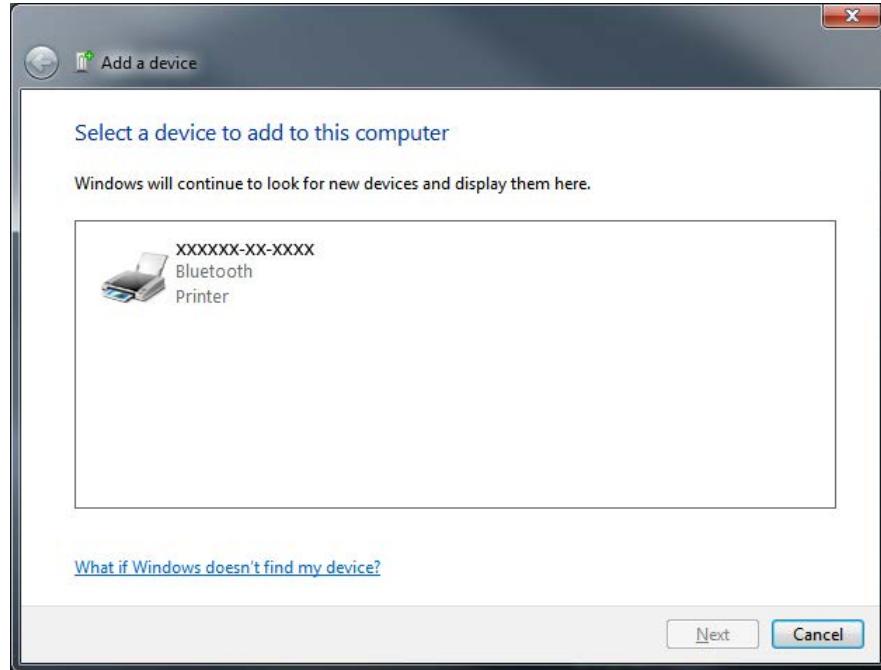 Add a device
Select a device to add to this computer
Windows will continue to look for new devices and display them here.
XXXXXX-XX-XXXX
Bluetooth
Printer
What if Windows doesn't find my device?
Next
Cancel